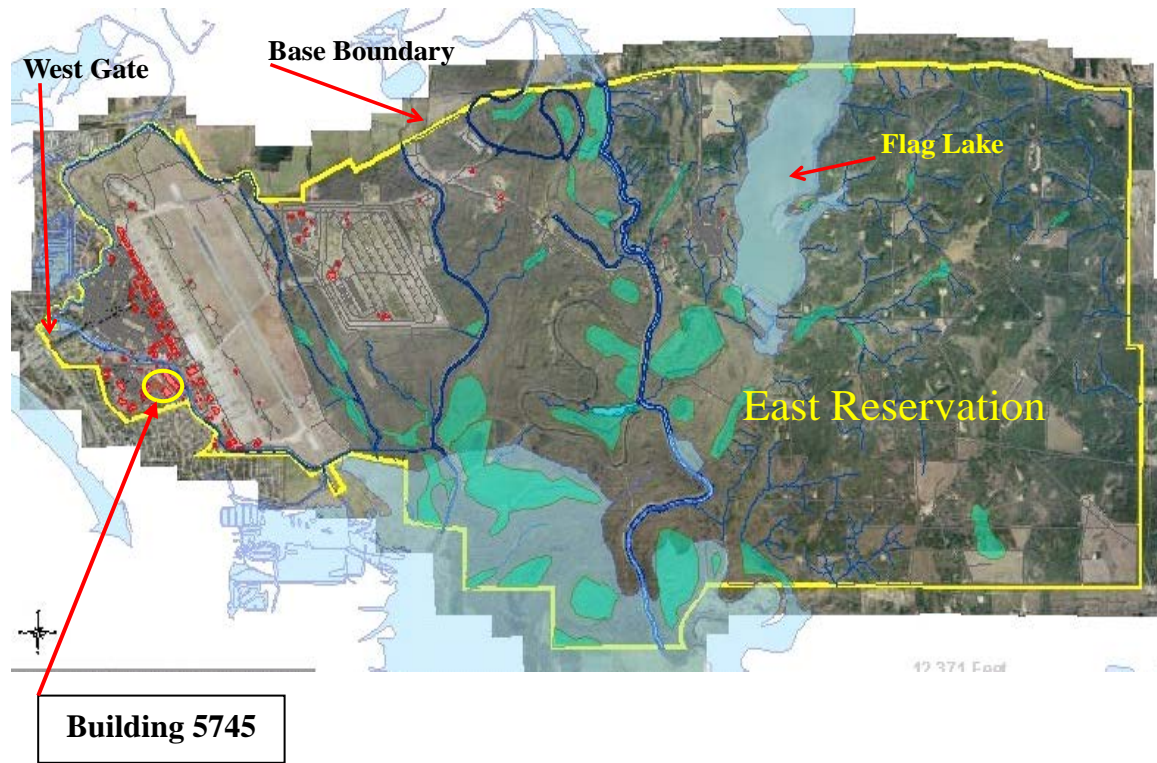 Base Boundary
West Gate
Flag Lake
East Reservation
12,371 Feet
Building 5745